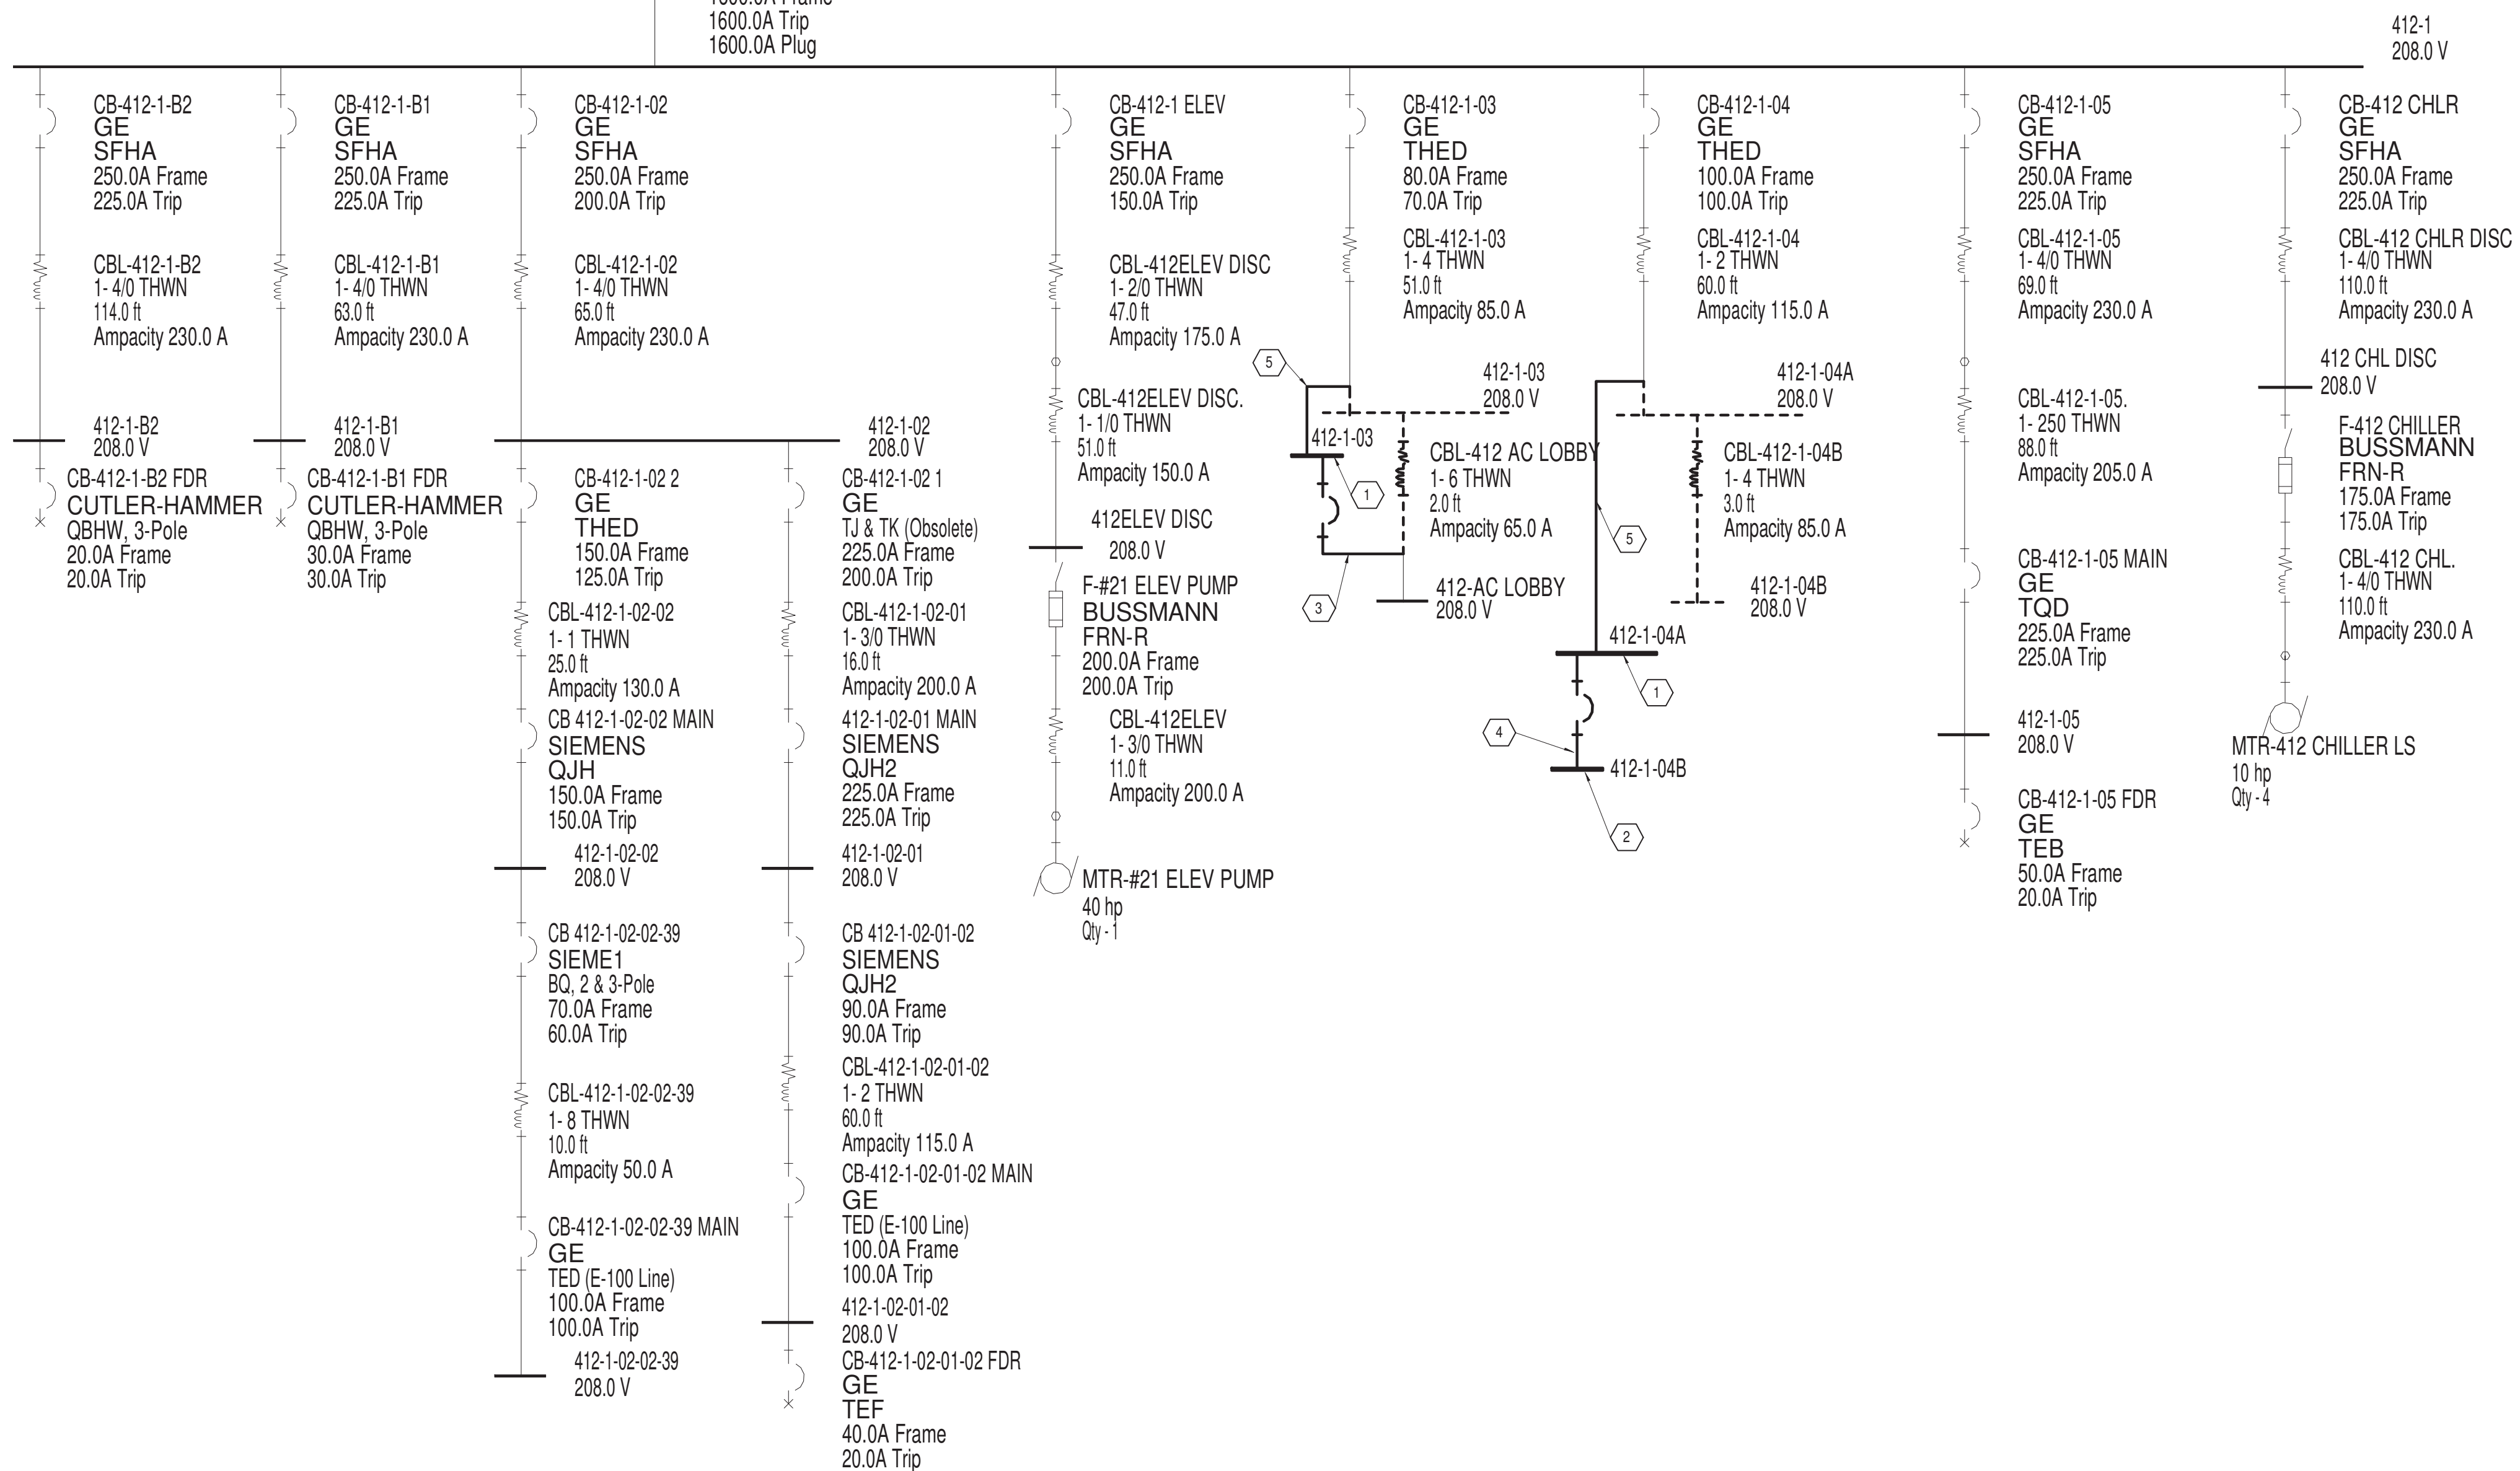 1600.0A Frame
1600.0A Trip
1600.0A Plug
412-1
208.0 V
CB-412-1-B2
GE
SFHA
250.0A Frame
225.0A Trip
CBL-412-1-B2
1- 4/0 THWN
114.0 ft
Ampacity 230.0 A
412-1-B2
208.0 V
CB-412-1-B2 FDR
CUTLER-HAMMER
QBHW, 3-Pole
20.0A Frame
20.0A Trip
CB-412-1-B1
GE
SFHA
250.0A Frame
225.0A Trip
CBL-412-1-B1
1- 4/0 THWN
63.0 ft
Ampacity 230.0 A
412-1-B1
208.0 V
CB-412-1-B1 FDR
CUTLER-HAMMER
QBHW, 3-Pole
30.0A Frame
30.0A Trip
CB-412-1-02
GE
SFHA
250.0A Frame
200.0A Trip
CBL-412-1-02
1- 4/0 THWN
65.0 ft
Ampacity 230.0 A
412-1-02
208.0 V
CB-412-1-02 2
GE
THED
150.0A Frame
125.0A Trip
CBL-412-1-02-02
1- 1 THWN
25.0 ft
Ampacity 130.0 A
CB 412-1-02-02 MAIN
SIEMENS
QJH
150.0A Frame
150.0A Trip
412-1-02-02
208.0 V
CB 412-1-02-02-39
SIEME1
BQ, 2 & 3-Pole
70.0A Frame
60.0A Trip
CBL-412-1-02-02-39
1- 8 THWN
10.0 ft
Ampacity 50.0 A
CB-412-1-02-02-39 MAIN
GE
TED (E-100 Line)
100.0A Frame
100.0A Trip
412-1-02-02-39
208.0 V
CB-412-1-02 1
GE
TJ & TK (Obsolete)
225.0A Frame
200.0A Trip
CBL-412-1-02-01
1- 3/0 THWN
16.0 ft
Ampacity 200.0 A
412-1-02-01 MAIN
SIEMENS
QJH2
225.0A Frame
225.0A Trip
412-1-02-01
208.0 V
CB 412-1-02-01-02
SIEMENS
QJH2
90.0A Frame
90.0A Trip
CBL-412-1-02-01-02
1- 2 THWN
60.0 ft
Ampacity 115.0 A
CB-412-1-02-01-02 MAIN
GE
TED (E-100 Line)
100.0A Frame
100.0A Trip
412-1-02-01-02
208.0 V
CB-412-1-02-01-02 FDR
GE
TEF
40.0A Frame
20.0A Trip
CB-412-1 ELEV
GE
SFHA
250.0A Frame
150.0A Trip
CBL-412ELEV DISC
1- 2/0 THWN
47.0 ft
Ampacity 175.0 A
CBL-412ELEV DISC.
1- 1/0 THWN
51.0 ft
Ampacity 150.0 A
412ELEV DISC
208.0 V
F-#21 ELEV PUMP
BUSSMANN
FRN-R
200.0A Frame
200.0A Trip
CBL-412ELEV
1- 3/0 THWN
11.0 ft
Ampacity 200.0 A
MTR-#21 ELEV PUMP
40 hp
Qty - 1
CB-412-1-03
GE
THED
80.0A Frame
70.0A Trip
CBL-412-1-03
1- 4 THWN
51.0 ft
Ampacity 85.0 A
5
412-1-03
208.0 V
412-1-03
1
CBL-412 AC LOBBY
1- 6 THWN
2.0 ft
Ampacity 65.0 A
3
412-AC LOBBY
208.0 V
CB-412-1-04
GE
THED
100.0A Frame
100.0A Trip
CBL-412-1-04
1- 2 THWN
60.0 ft
Ampacity 115.0 A
412-1-04A
208.0 V
5
CBL-412-1-04B
1- 4 THWN
3.0 ft
Ampacity 85.0 A
412-1-04B
208.0 V
412-1-04A
1
4
412-1-04B
2
CB-412-1-05
GE
SFHA
250.0A Frame
225.0A Trip
CBL-412-1-05
1- 4/0 THWN
69.0 ft
Ampacity 230.0 A
CBL-412-1-05.
1- 250 THWN
88.0 ft
Ampacity 205.0 A
CB-412-1-05 MAIN
GE
TQD
225.0A Frame
225.0A Trip
412-1-05
208.0 V
CB-412-1-05 FDR
GE
TEB
50.0A Frame
20.0A Trip
CB-412 CHLR
GE
SFHA
250.0A Frame
225.0A Trip
CBL-412 CHLR DISC
1- 4/0 THWN
110.0 ft
Ampacity 230.0 A
412 CHL DISC
208.0 V
F-412 CHILLER
BUSSMANN
FRN-R
175.0A Frame
175.0A Trip
CBL-412 CHL.
1- 4/0 THWN
110.0 ft
Ampacity 230.0 A
MTR-412 CHILLER LS
10 hp
Qty - 4